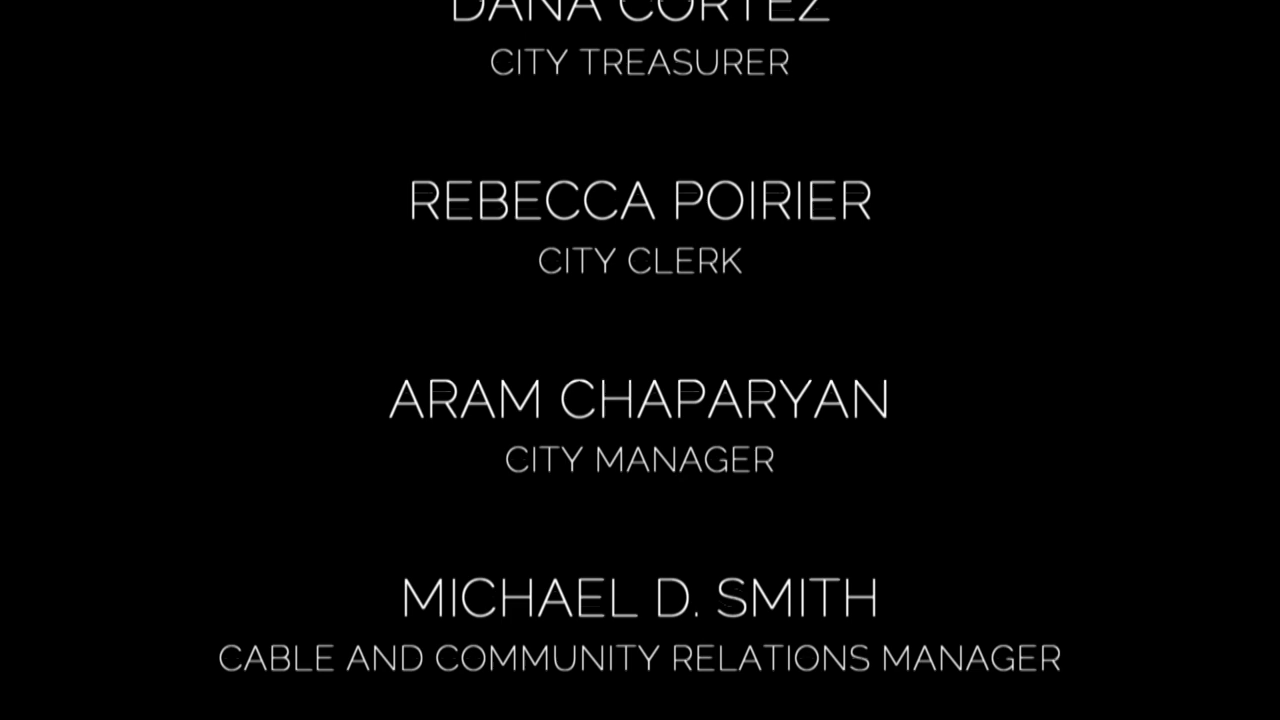 DANA CORTEZ
CITY TREASURER
REBECCA POIRIER
CITY CLERK
ARAM CHAPARYAN
CITY MANAGER
MICHAEL D. SMITH
CABLE AND COMMUNITY RELATIONS MANAGER